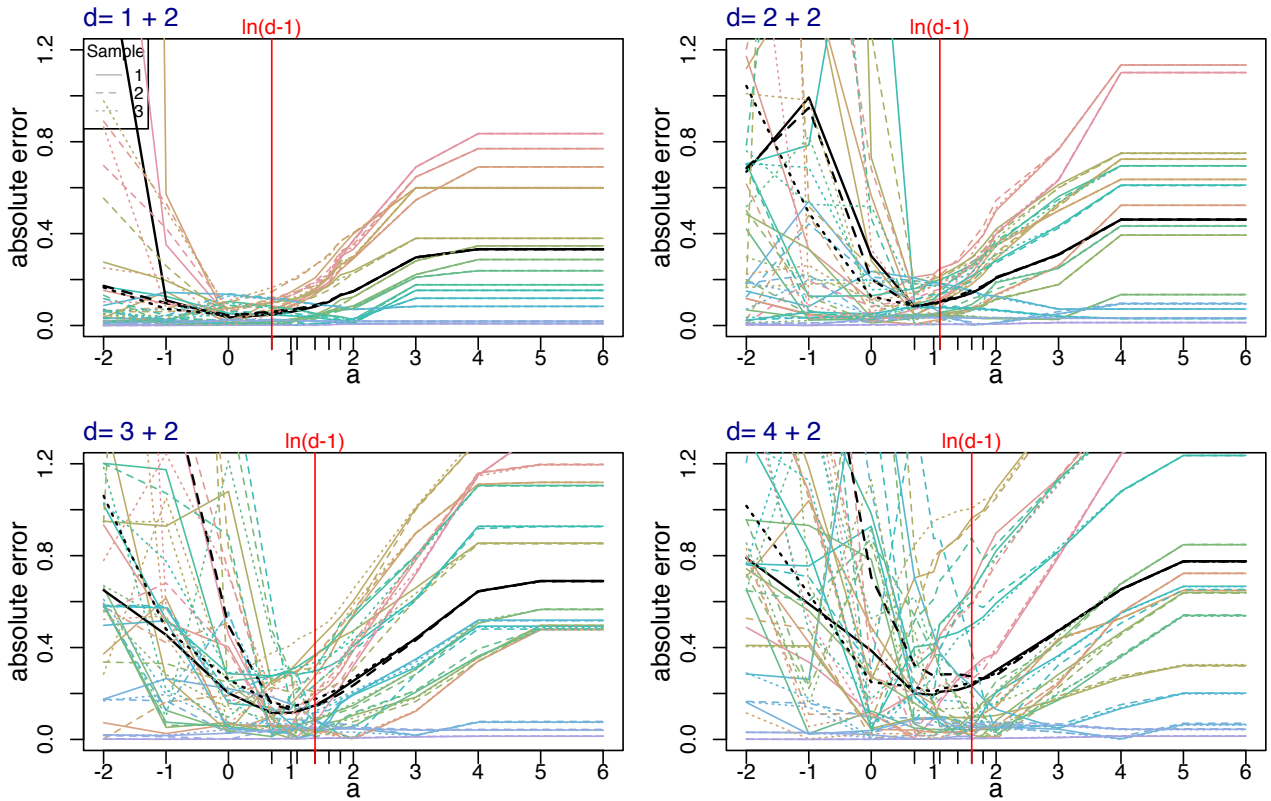 d= 1 + 2
ln(d-1)
absolute error
1.2
0.8
0.4
0.0
Sample
1
2
3
-2 -1 0 1 2 3 4 5 6
a
d= 2 + 2
ln(d-1)
absolute error
1.2
0.8
0.4
0.0
-2 -1 0 1 2 3 4 5 6
a
d= 3 + 2
ln(d-1)
absolute error
1.2
0.8
0.4
0.0
-2 -1 0 1 2 3 4 5 6
a
d= 4 + 2
ln(d-1)
absolute error
1.2
0.8
0.4
0.0
-2 -1 0 1 2 3 4 5 6
a